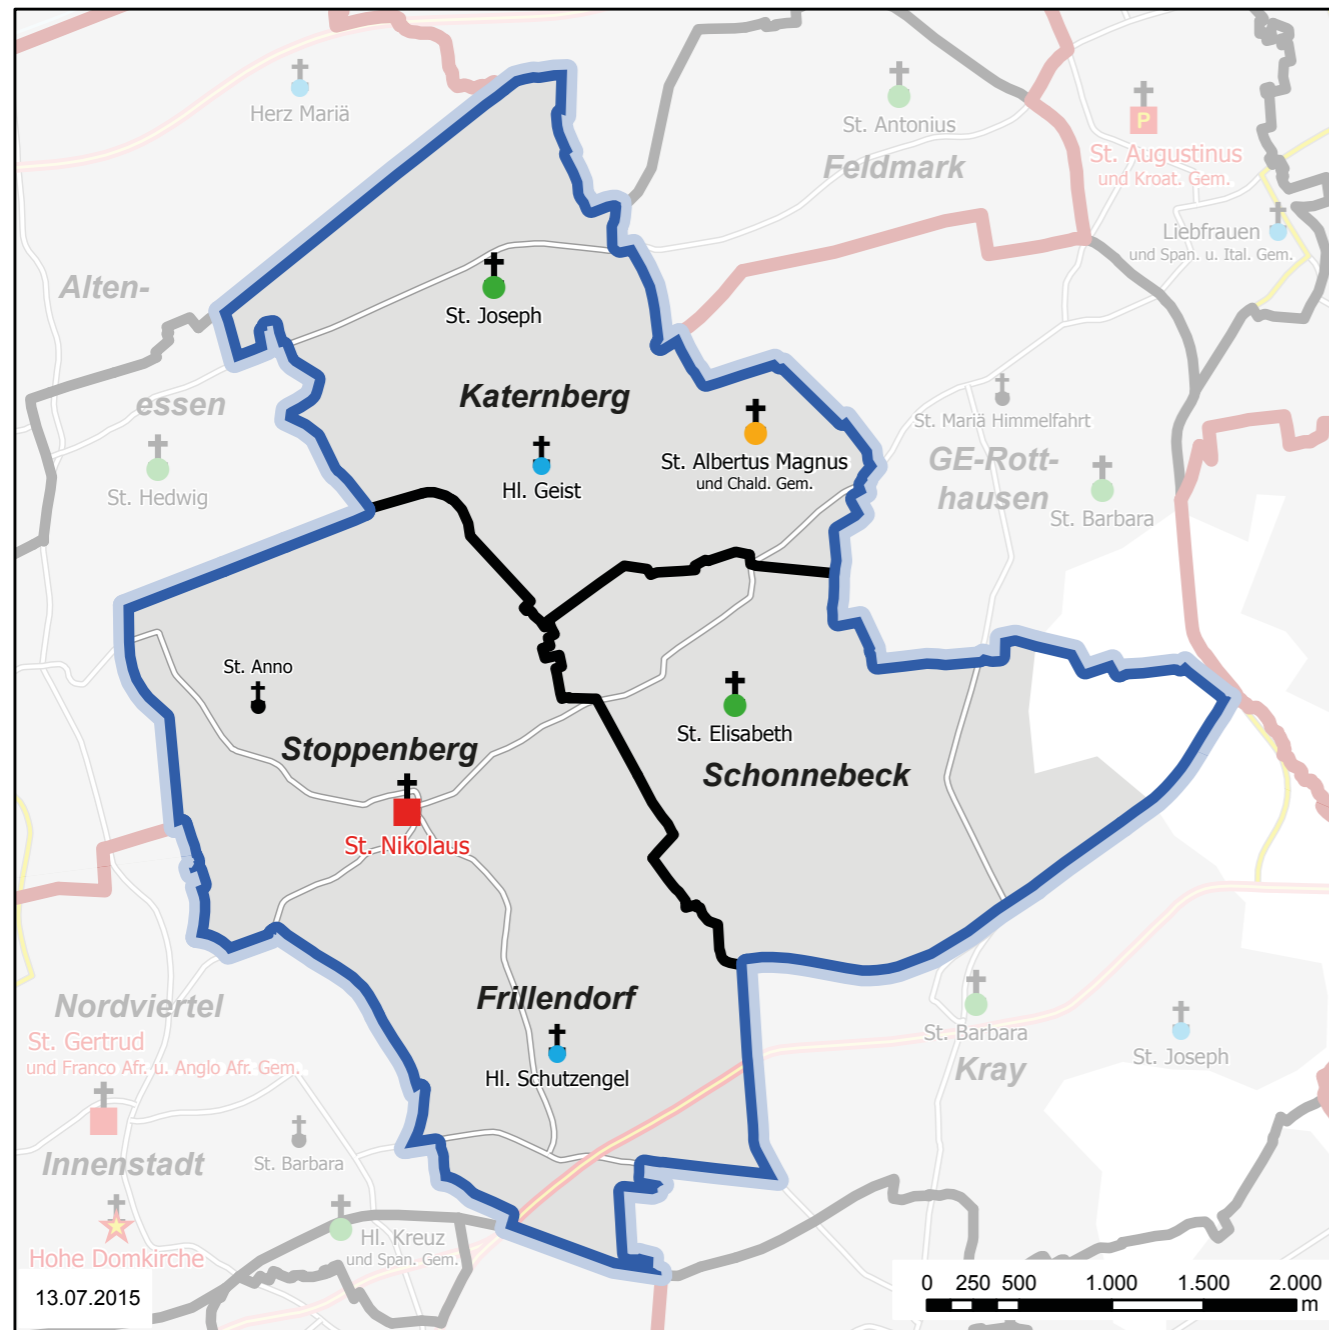 Herz Mariä
St. Antonius
Feldmark
P
St. Augustinus
und Kroat. Gem.
Liebfrauen
und Span. u. Ital. Gem.
Alten-
essen
St. Joseph
Katernberg
St. Hedwig
Hl. Geist
St. Albertus Magnus
und Chald. Gem.
St. Mariä Himmelfahrt
GE-Rott-
hausen
St. Barbara
St. Anno
Stoppenberg
St. Nikolaus
St. Elisabeth
Schonnebeck
Nordviertel
St. Gertrud
und Franco Afr. u. Anglo Afr. Gem.
Frillendorf
Hl. Schutzengel
St. Barbara
Kray
St. Joseph
Innenstadt
St. Barbara
Hohe Domkirche
Hl. Kreuz
und Span. Gem.
13.07.2015
0 250 500 1.000 1.500 2.000
m